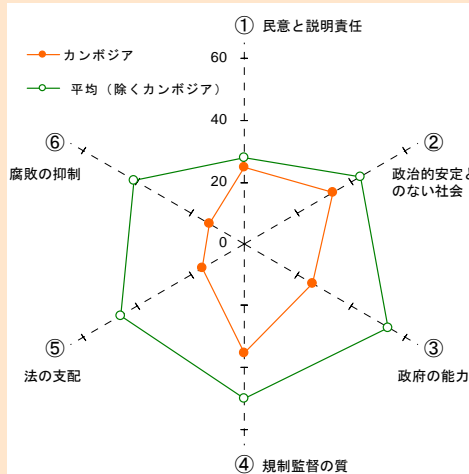 ① 民意と説明責任
60
カンボジア
平均（除くカンボジア）
40
⑥
腐敗の抑制
②
政治的安定と
のない社会
20
0
⑤
法の支配
③
政府の能力
④ 規制監督の質